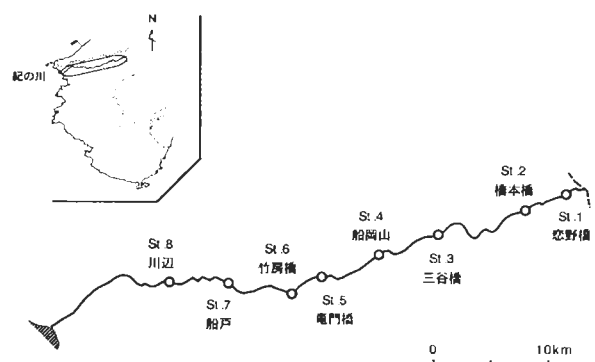 N
紀の川
St.2
橋本橋
St.1
恋野橋
St.4
船岡山
St.3
三谷橋
St.6
竹房橋
St.5
竜門橋
St.8
川辺
St.7
船戸
0 10km